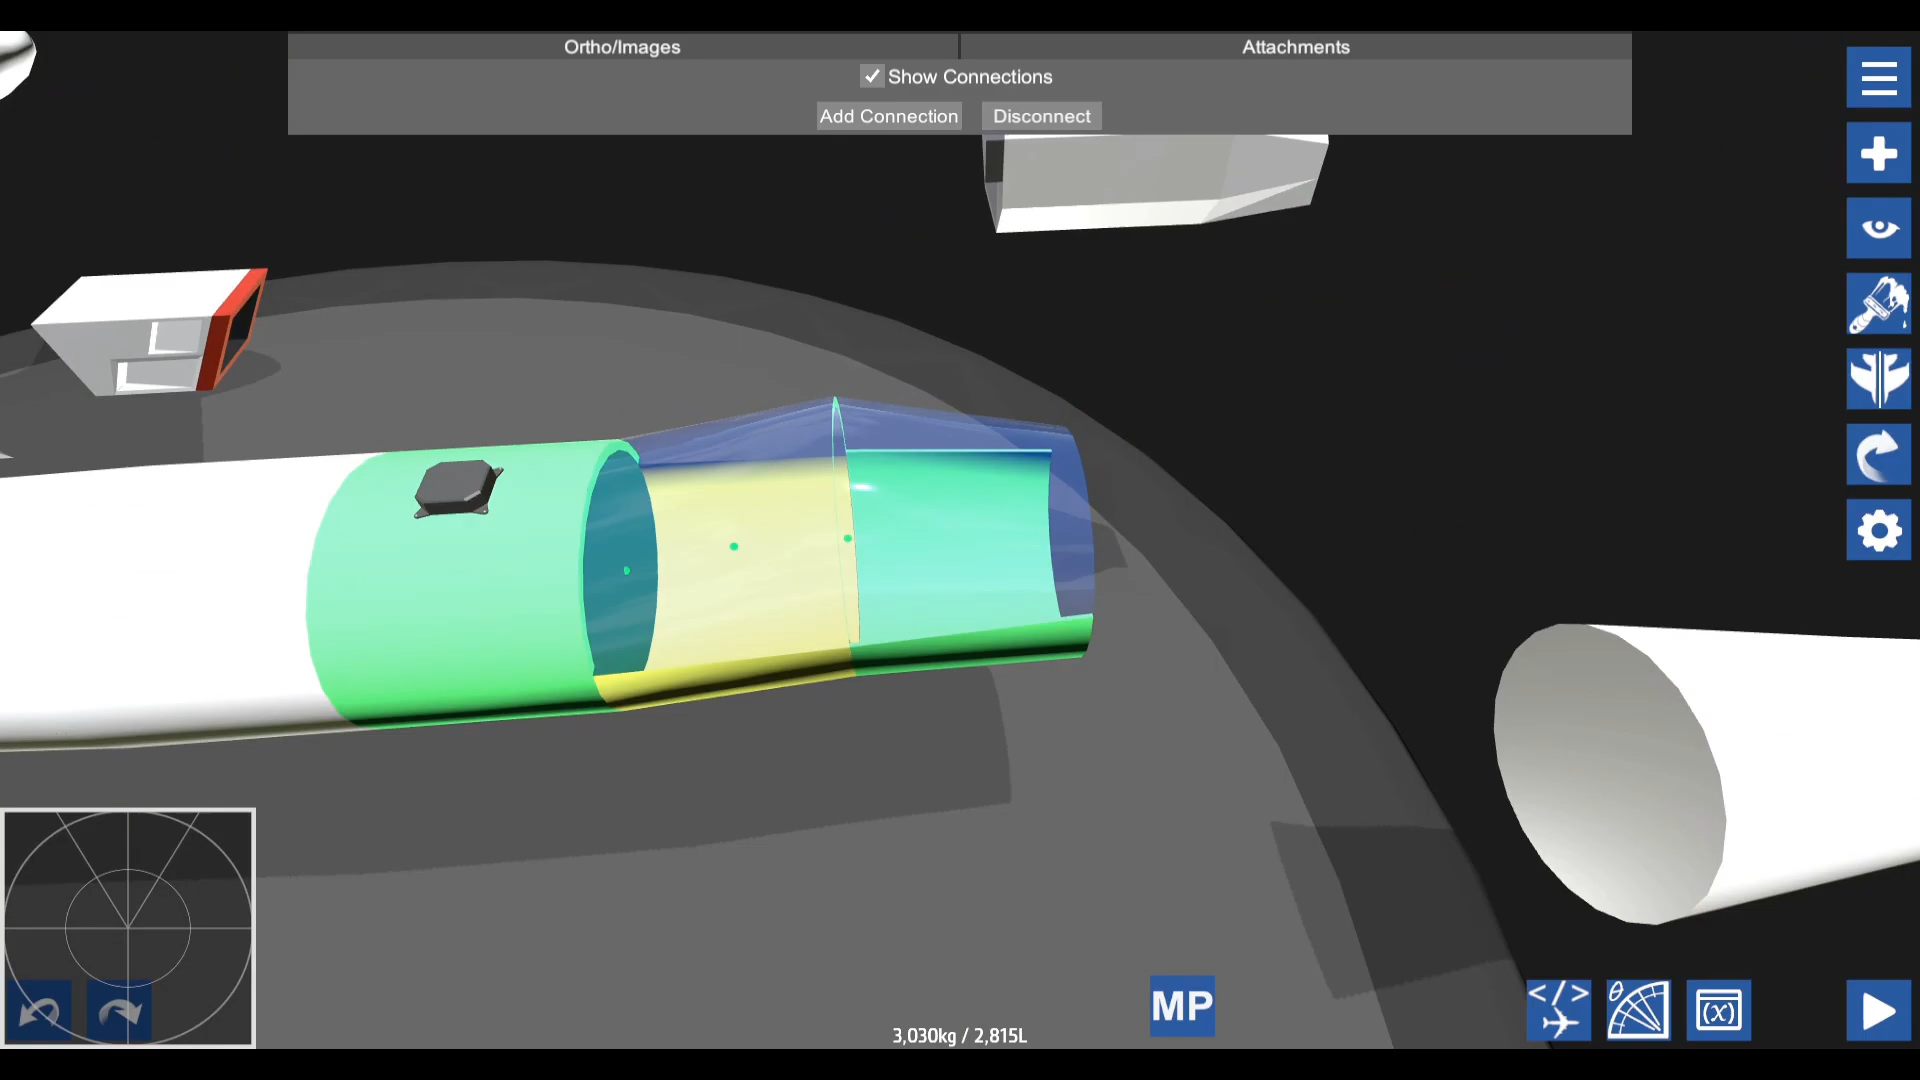 Ortho/Images
Attachments
Show Connections
Add Connection
Disconnect
MP
</>
θ
(x)
3,030kg / 2,815L